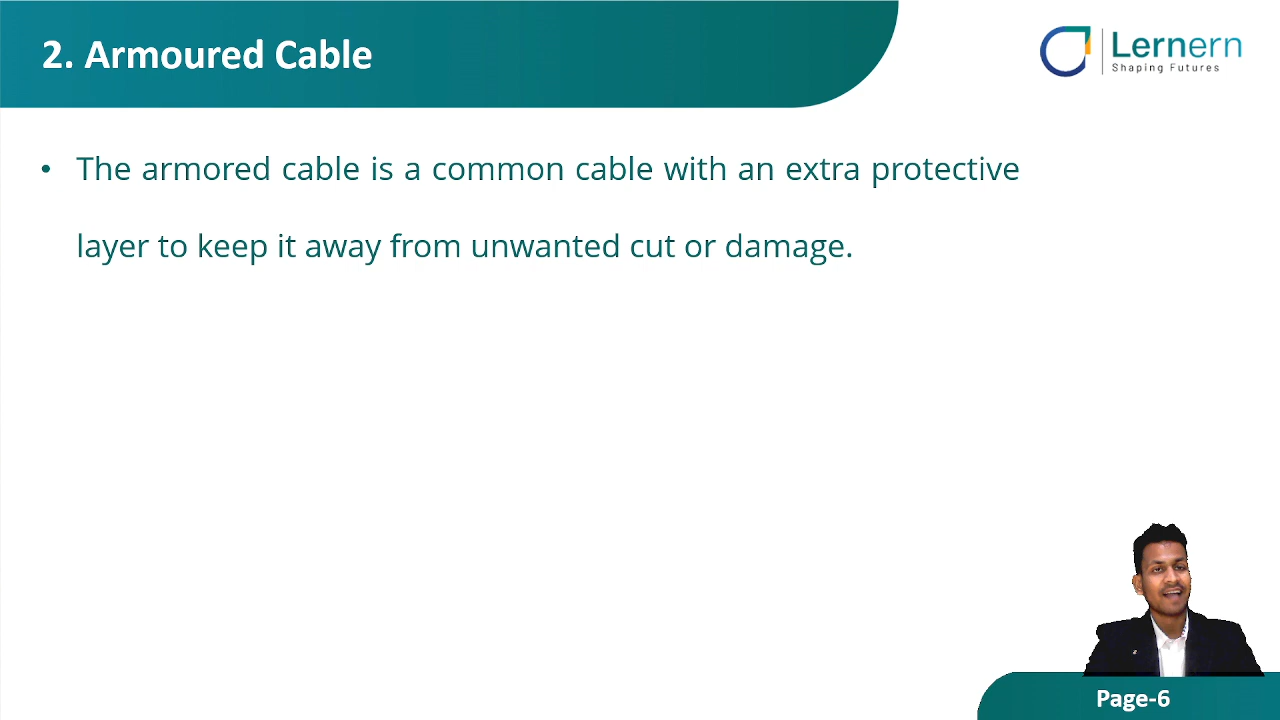 2. Armoured Cable
Lernern
Shaping Futures
• The armored cable is a common cable with an extra protective
layer to keep it away from unwanted cut or damage.
Page-6